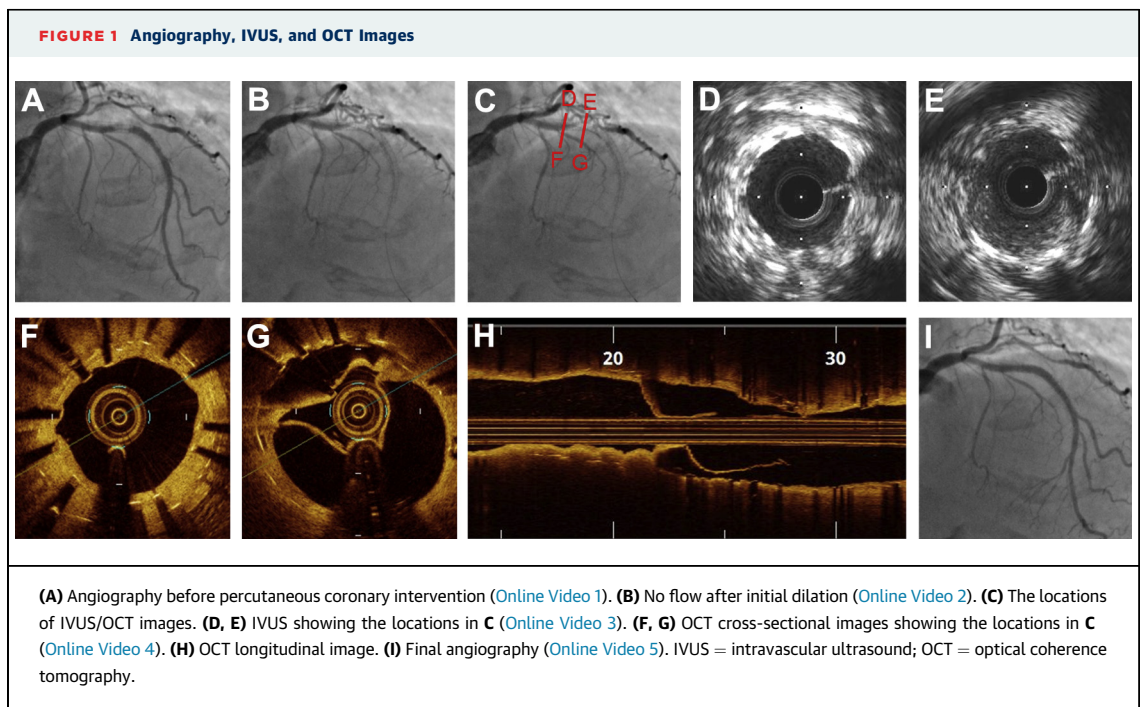 FIGURE 1 Angiography, IVUS, and OCT Images
A B C D E D E
F G
F G H 20 30 I
(A) Angiography before percutaneous coronary intervention (Online Video 1). (B) No flow after initial dilation (Online Video 2). (C) The locations
of IVUS/OCT images. (D, E) IVUS showing the locations in C (Online Video 3). (F, G) OCT cross-sectional images showing the locations in C
(Online Video 4). (H) OCT longitudinal image. (I) Final angiography (Online Video 5). IVUS = intravascular ultrasound; OCT = optical coherence
tomography.